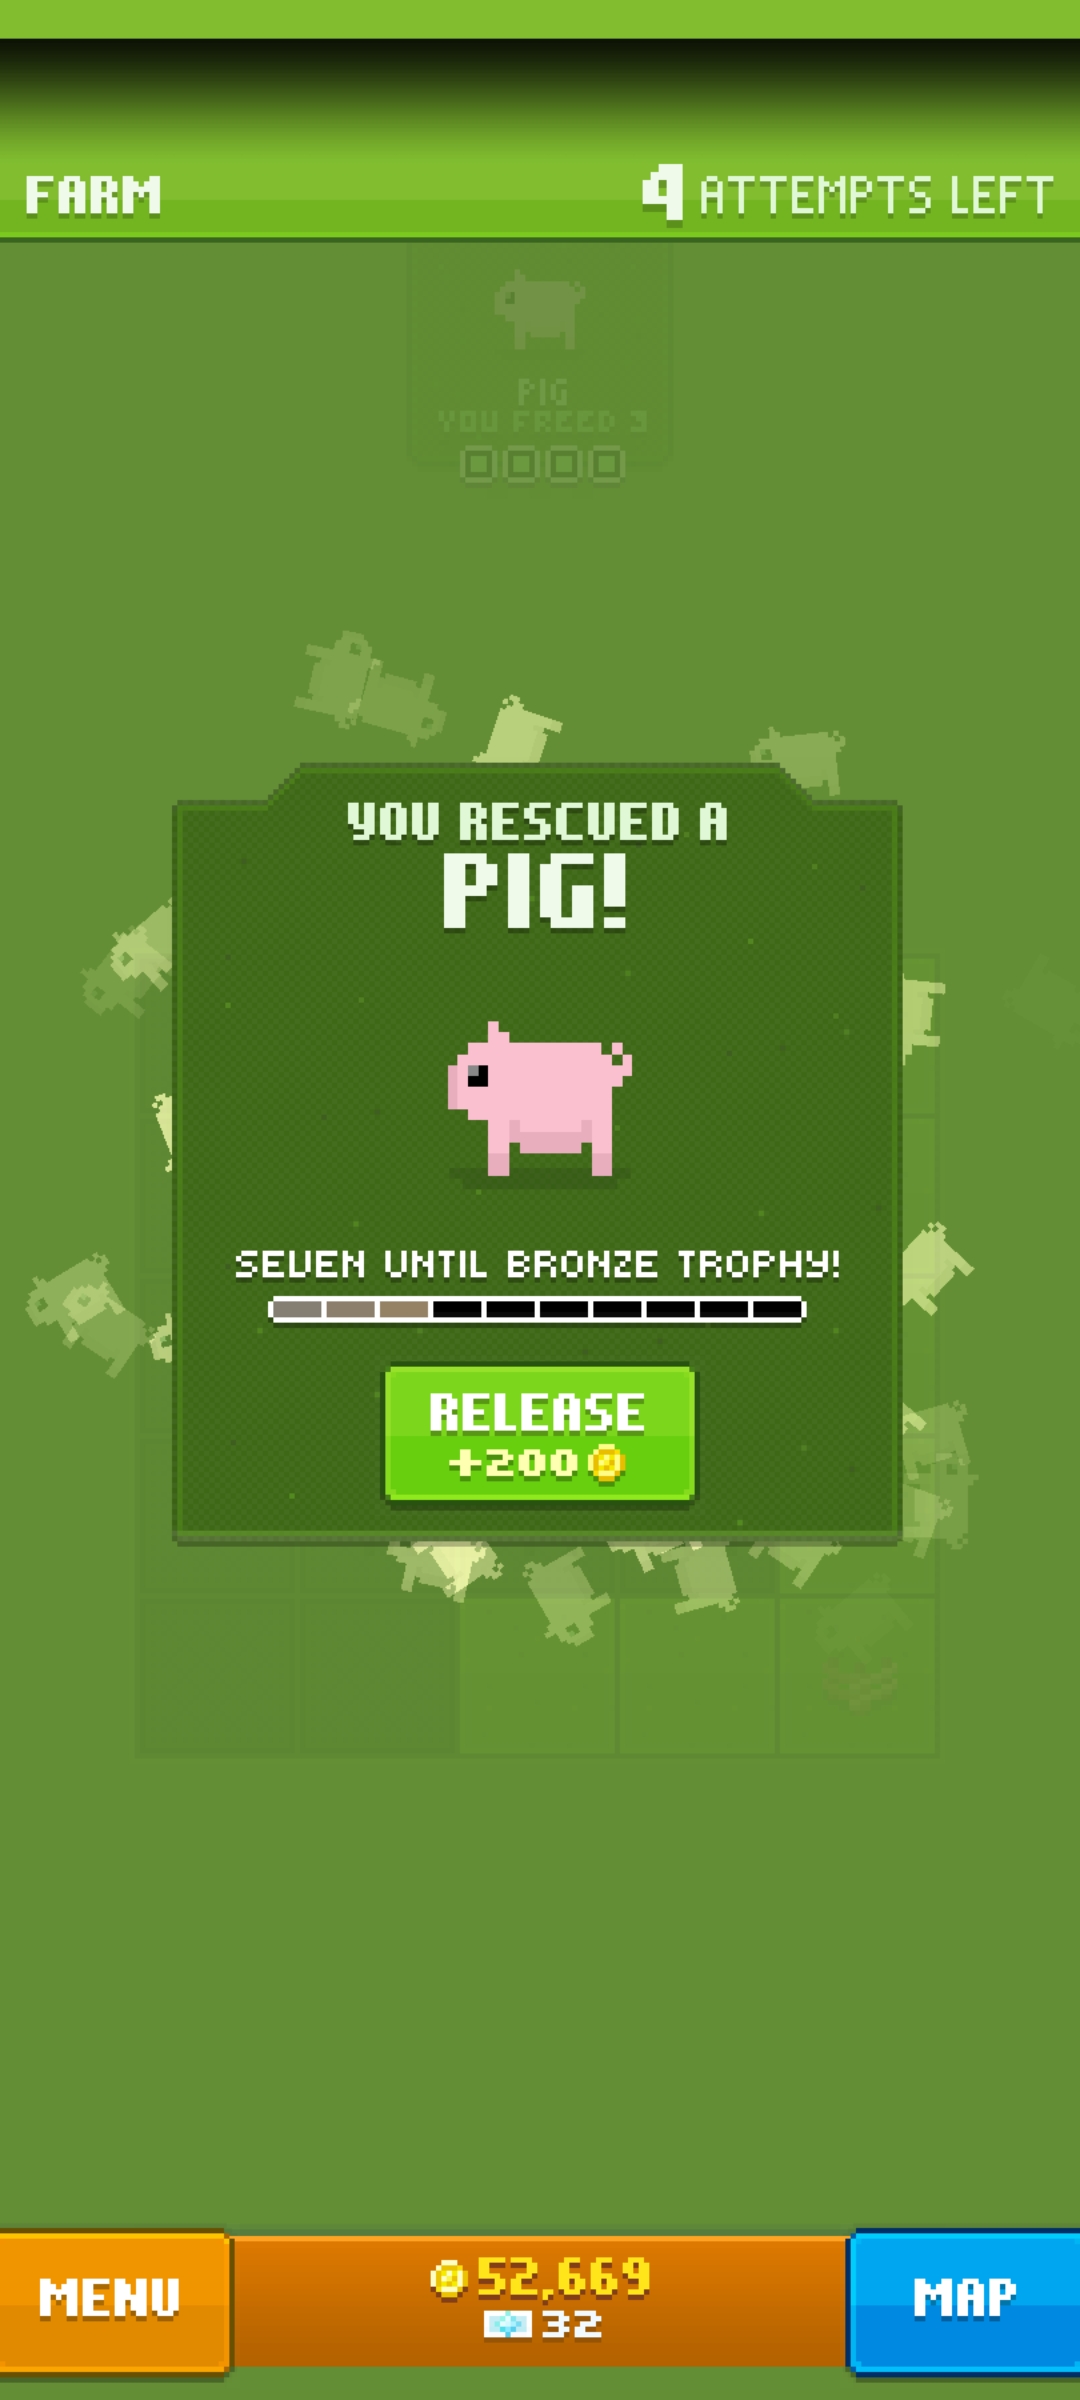 FARM
9 ATTEMPTS LEFT
PIG
YOU FREED 3
YOU RESCUED A
PIG!
SEVEN UNTIL BRONZE TROPHY!
RELEASE
+200
MENU
52,669
32
MAP